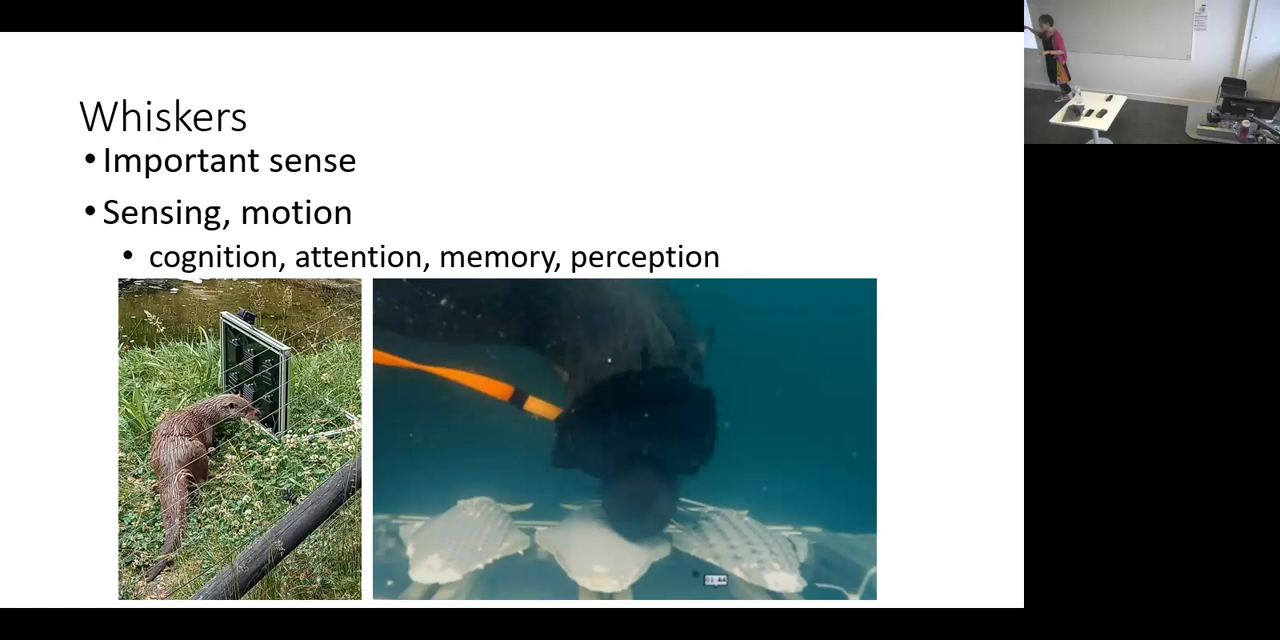 Whiskers
•Important sense
•Sensing, motion
• cognition, attention, memory, perception